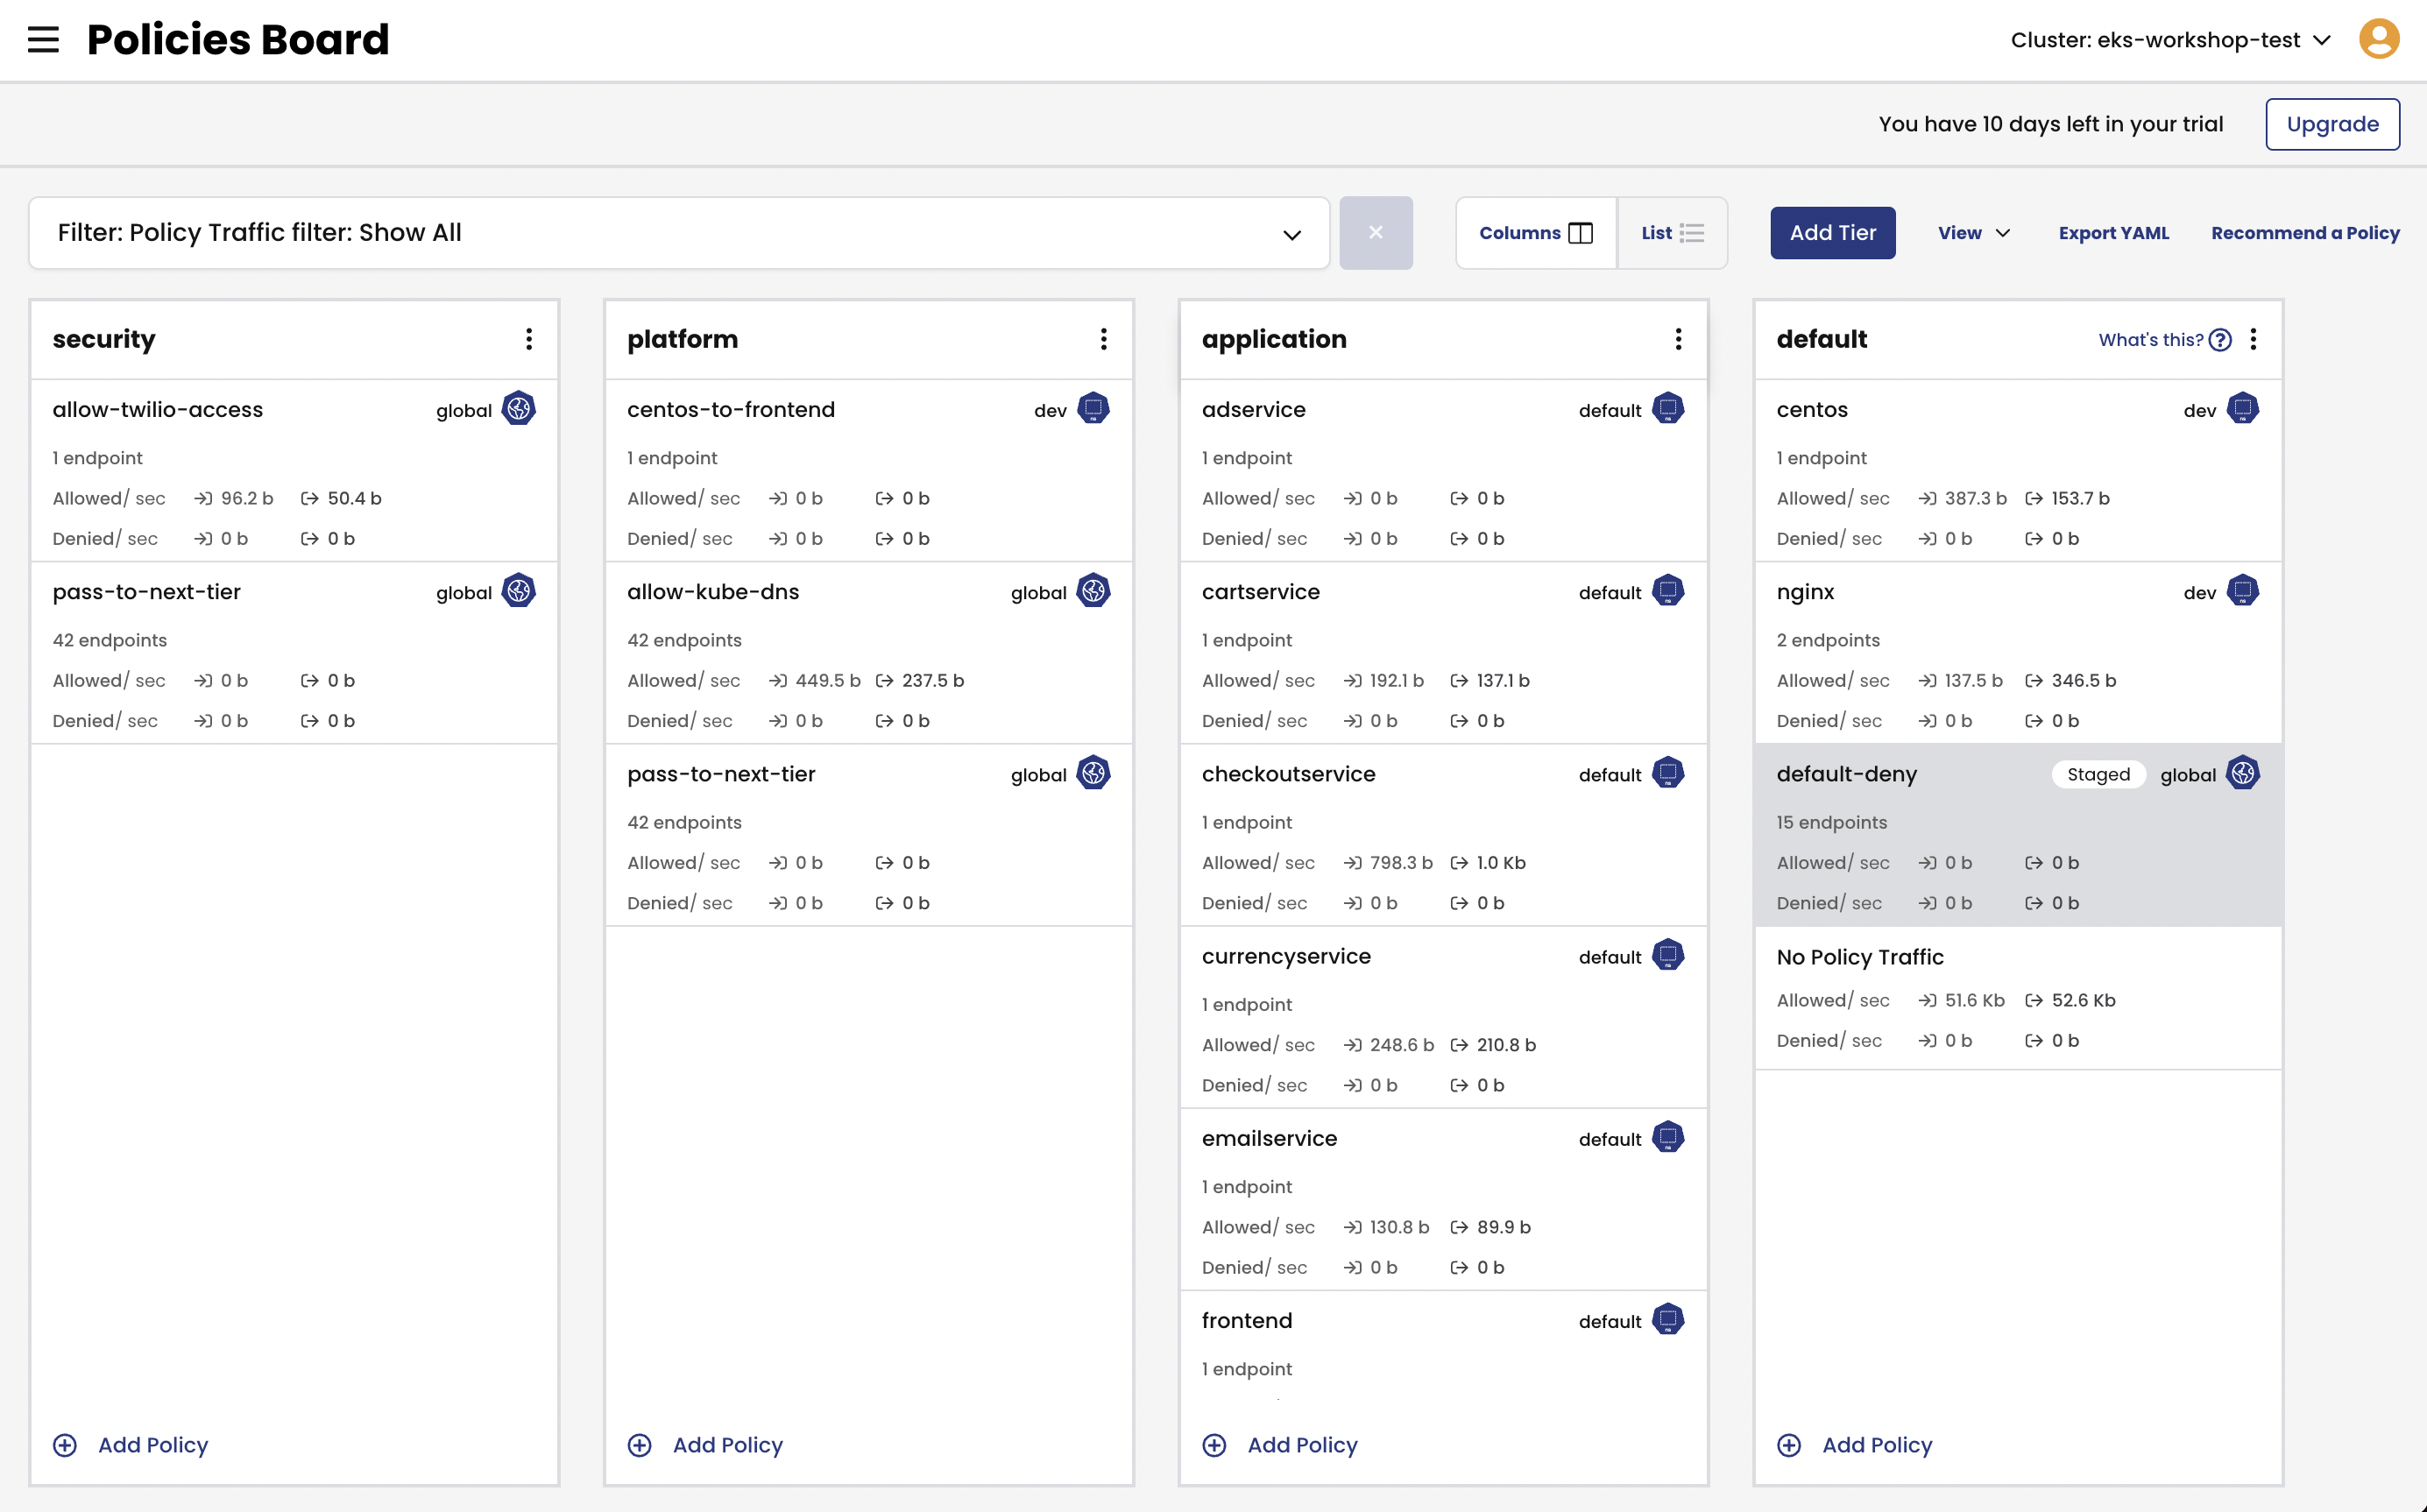 Policies Board
Cluster: eks-workshop-test
You have 10 days left in your trial
Upgrade
Filter: Policy Traffic filter: Show All
Columns
List
Add Tier
View
Export YAML
Recommend a Policy
security
allow-twilio-access global
1 endpoint
Allowed/ sec 96.2 b 50.4 b
Denied/ sec 0 b 0 b
pass-to-next-tier global
42 endpoints
Allowed/ sec 0 b 0 b
Denied/ sec 0 b 0 b
Add Policy
platform
centos-to-frontend dev
1 endpoint
Allowed/ sec 0 b 0 b
Denied/ sec 0 b 0 b
allow-kube-dns global
42 endpoints
Allowed/ sec 449.5 b 237.5 b
Denied/ sec 0 b 0 b
pass-to-next-tier global
42 endpoints
Allowed/ sec 0 b 0 b
Denied/ sec 0 b 0 b
Add Policy
application
adservice default
1 endpoint
Allowed/ sec 0 b 0 b
Denied/ sec 0 b 0 b
cartservice default
1 endpoint
Allowed/ sec 192.1 b 137.1 b
Denied/ sec 0 b 0 b
checkoutservice default
1 endpoint
Allowed/ sec 798.3 b 1.0 Kb
Denied/ sec 0 b 0 b
currencyservice default
1 endpoint
Allowed/ sec 248.6 b 210.8 b
Denied/ sec 0 b 0 b
emailservice default
1 endpoint
Allowed/ sec 130.8 b 89.9 b
Denied/ sec 0 b 0 b
frontend default
1 endpoint
Add Policy
default What's this?
centos dev
1 endpoint
Allowed/ sec 387.3 b 153.7 b
Denied/ sec 0 b 0 b
nginx dev
2 endpoints
Allowed/ sec 137.5 b 346.5 b
Denied/ sec 0 b 0 b
default-deny Staged global
15 endpoints
Allowed/ sec 0 b 0 b
Denied/ sec 0 b 0 b
No Policy Traffic
Allowed/ sec 51.6 Kb 52.6 Kb
Denied/ sec 0 b 0 b
Add Policy